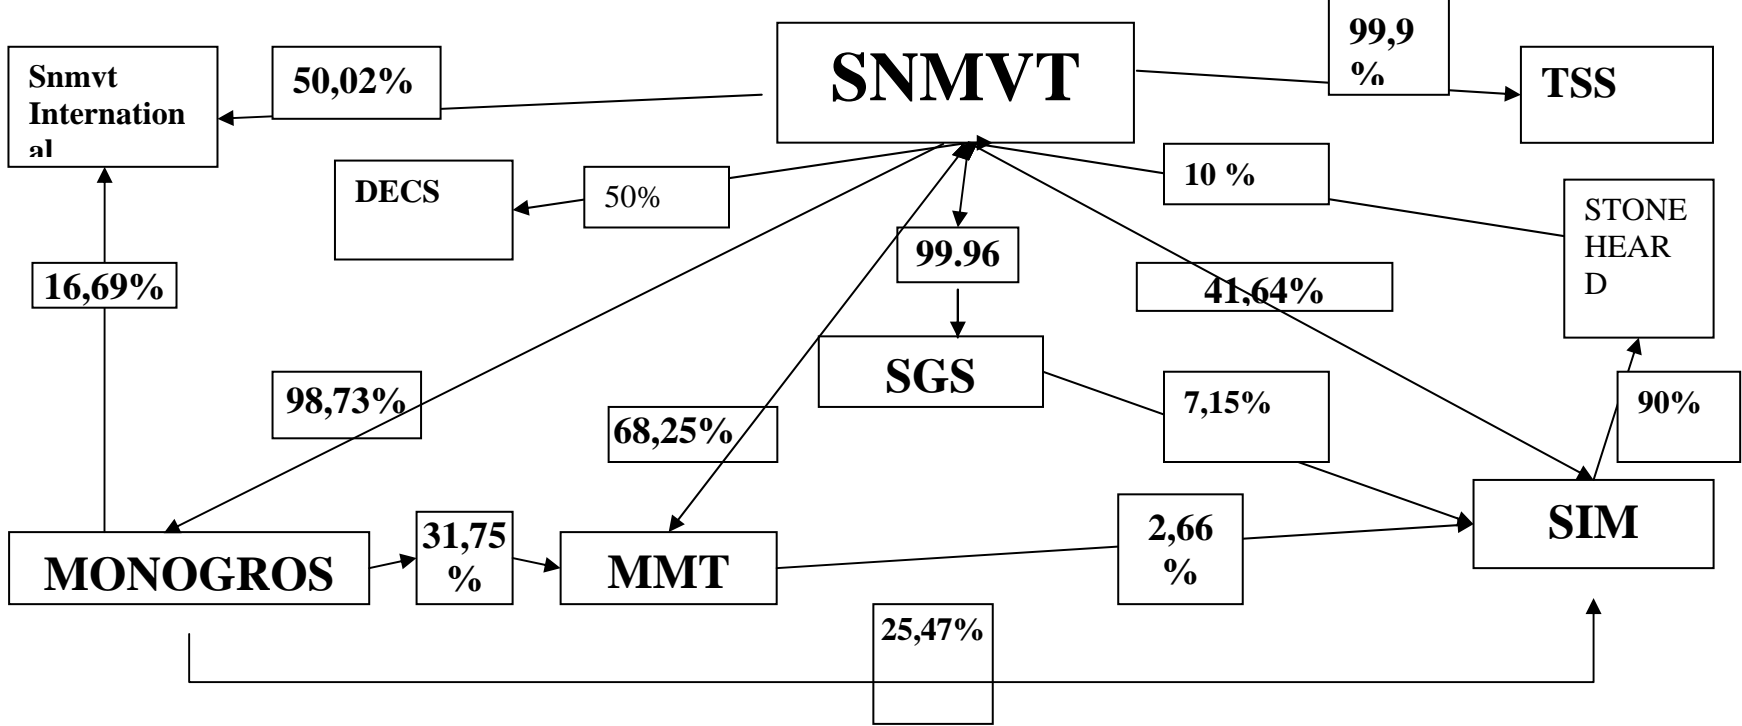 Snmvt
Internation
al
50,02%
SNMVT
99,9
%
TSS
DECS
50%
10 %
STONE
HEAR
D
16,69%
99.96
41,64%
SGS
98,73%
68,25%
7,15%
90%
MONOGROS
31,75
%
MMT
2,66
%
SIM
25,47%